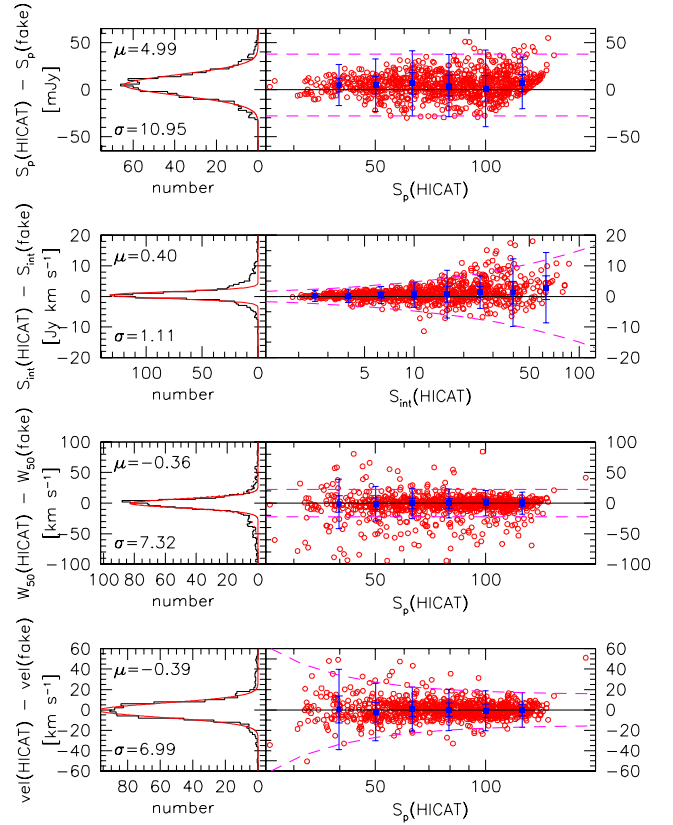 S_p(HICAT) − S_p(fake)
[mJy]
50
0
−50
μ=4.99
σ=10.95
50
0
−50
60 40 20 0
50 100
number
S_p(HICAT)
S_int(HICAT) − S_int(fake)
[Jy km s⁻¹]
20
10
0
−10
−20
μ=0.40
σ=1.11
20
10
0
−10
−20
100 50 0
5 10 50 100
number
S_int(HICAT)
W_50(HICAT) − W_50(fake)
[km s⁻¹]
100
50
0
−50
−100
μ=−0.36
σ=7.32
100
50
0
−50
−100
100 80 60 40 20 0
50 100
number
S_p(HICAT)
vel(HICAT) − vel(fake)
[km s⁻¹]
60
40
20
0
−20
−40
−60
μ=−0.39
σ=6.99
60
40
20
0
−20
−40
−60
80 60 40 20 0
50 100
number
S_p(HICAT)